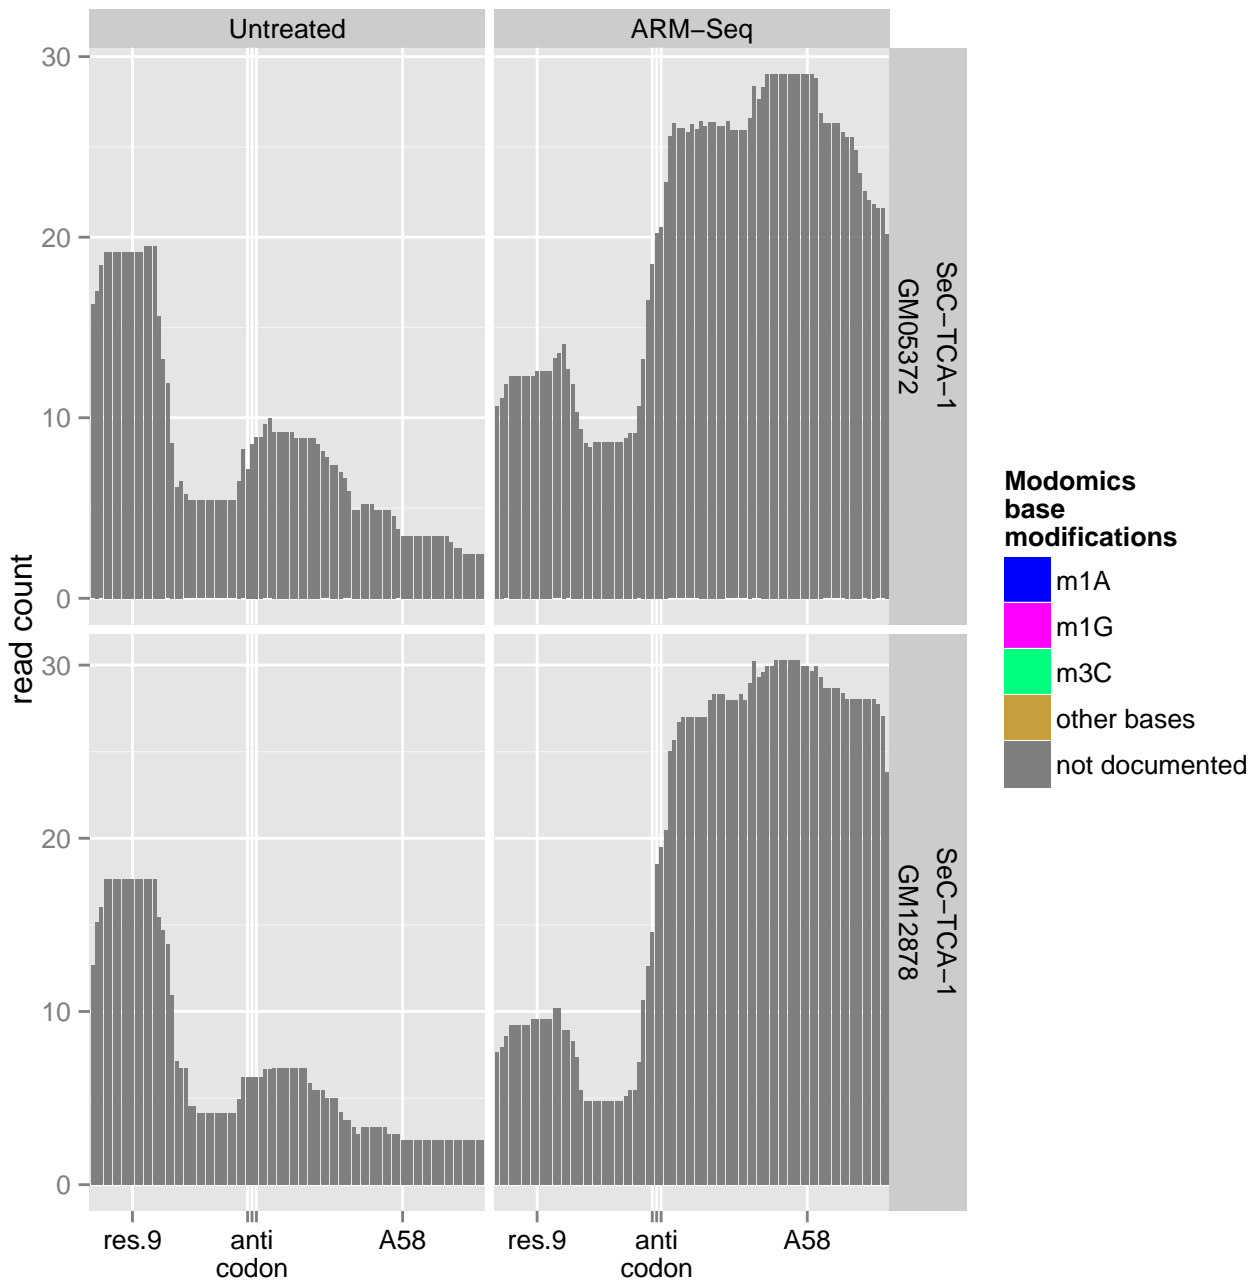 Untreated
ARM-Seq
read count
30
20
10
0
SeC-TCA-1
GM05372
30
20
10
0
SeC-TCA-1
GM12878
res.9
anti
codon
A58
res.9
anti
codon
A58
Modomics
base
modifications
m1A
m1G
m3C
other bases
not documented